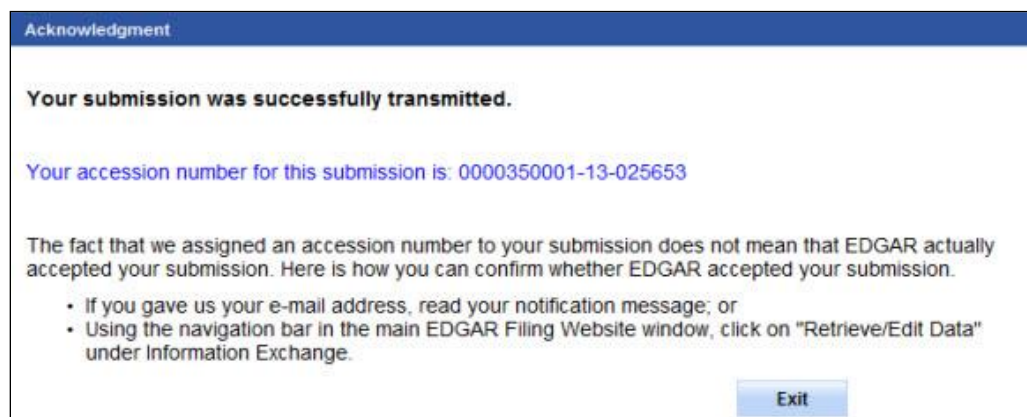 Acknowledgment
Your submission was successfully transmitted.
Your accession number for this submission is: 0000350001-13-025653
The fact that we assigned an accession number to your submission does not mean that EDGAR actually
accepted your submission. Here is how you can confirm whether EDGAR accepted your submission.
• If you gave us your e-mail address, read your notification message; or
• Using the navigation bar in the main EDGAR Filing Website window, click on "Retrieve/Edit Data"
under Information Exchange.
Exit